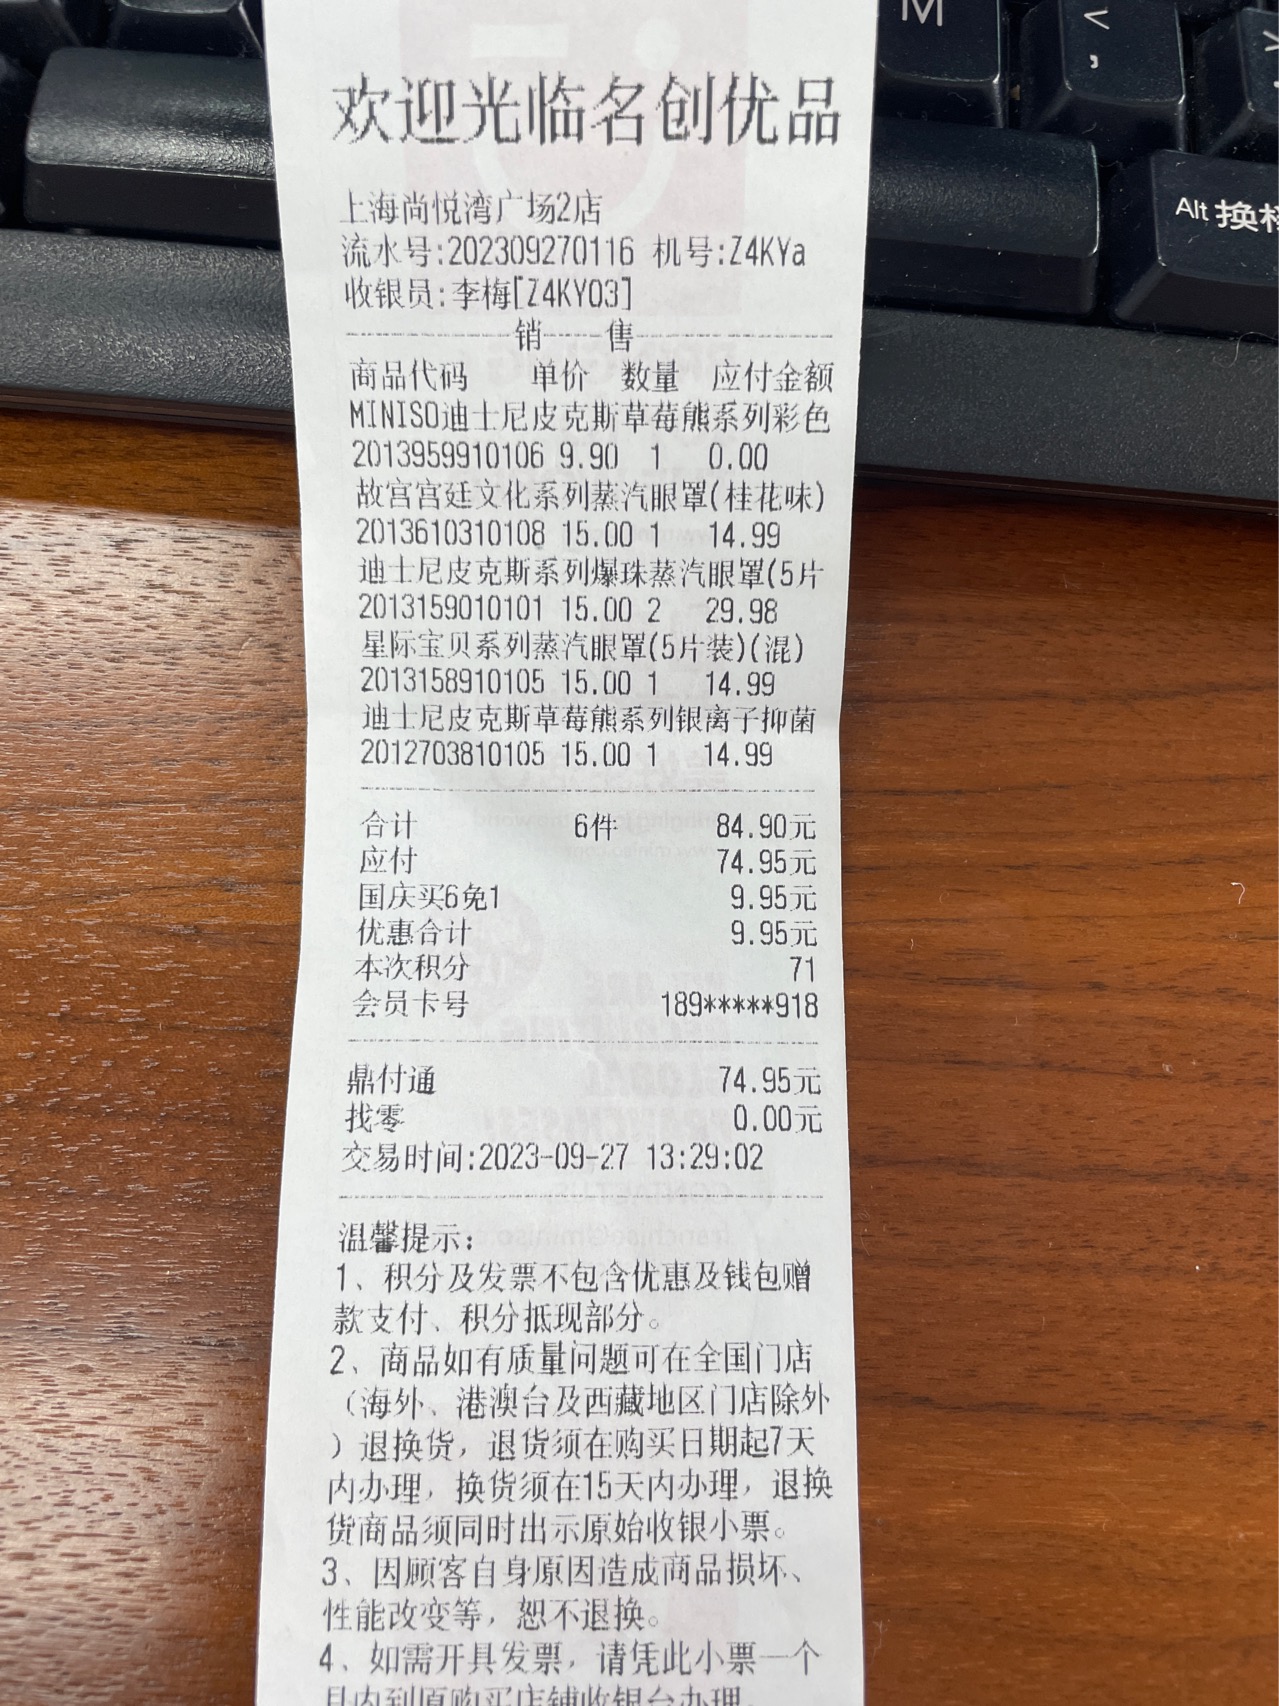 M
<
,
Alt 换
欢迎光临名创优品
上海尚悦湾广场2店
流水号:202309270116 机号:Z4KYa
收银员:李梅[Z4KY03]
销 售
商品代码 单价 数量 应付金额
MINISO迪士尼皮克斯草莓熊系列彩色
2013959910106 9.90 1 0.00
故宫宫廷文化系列蒸汽眼罩(桂花味)
2013610310108 15.00 1 14.99
迪士尼皮克斯系列爆珠蒸汽眼罩(5片
2013159010101 15.00 2 29.98
星际宝贝系列蒸汽眼罩(5片装)(混)
2013158910105 15.00 1 14.99
迪士尼皮克斯草莓熊系列银离子抑菌
2012703810105 15.00 1 14.99
合计 6件 84.90元
应付 74.95元
国庆买6免1 9.95元
优惠合计 9.95元
本次积分 71
会员卡号 189*****918
鼎付通 74.95元
找零 0.00元
交易时间:2023-09-27 13:29:02
温馨提示:
1、积分及发票不包含优惠及钱包赠
款支付、积分抵现部分。
2、商品如有质量问题可在全国门店
(海外、港澳台及西藏地区门店除外
)退换货,退货须在购买日期起7天
内办理,换货须在15天内办理,退换
货商品须同时出示原始收银小票。
3、因顾客自身原因造成商品损坏、
性能改变等,恕不退换。
4、如需开具发票,请凭此小票一个
月内到原购买店铺收银台办理。